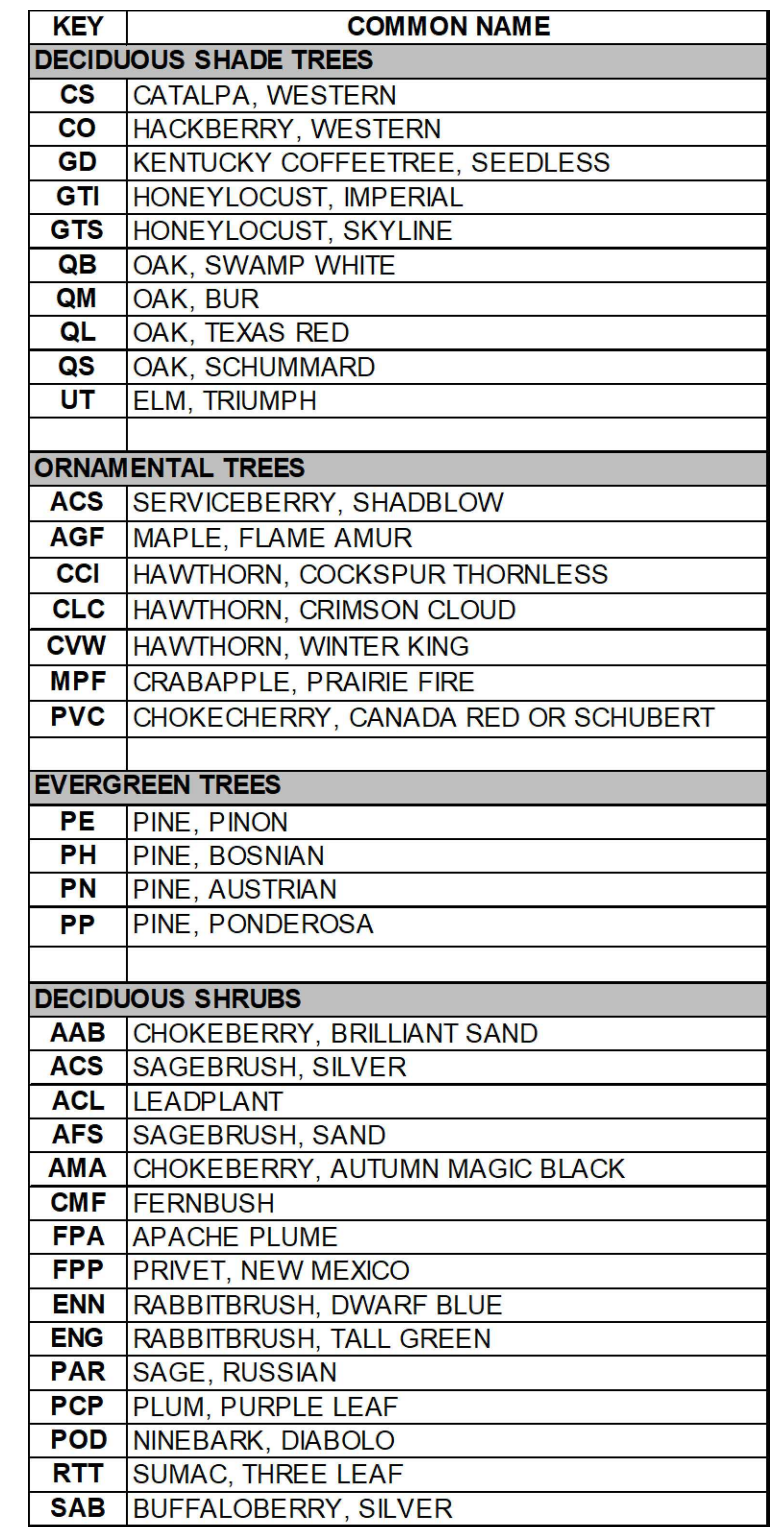 KEY COMMON NAME
DECIDUOUS SHADE TREES
CS CATALPA, WESTERN
CO HACKBERRY, WESTERN
GD KENTUCKY COFFEETREE, SEEDLESS
GTI HONEYLOCUST, IMPERIAL
GTS HONEYLOCUST, SKYLINE
QB OAK, SWAMP WHITE
QM OAK, BUR
QL OAK, TEXAS RED
QS OAK, SCHUMMARD
UT ELM, TRIUMPH
ORNAMENTAL TREES
ACS SERVICEBERRY, SHADBLOW
AGF MAPLE, FLAME AMUR
CCI HAWTHORN, COCKSPUR THORNLESS
CLC HAWTHORN, CRIMSON CLOUD
CVW HAWTHORN, WINTER KING
MPF CRABAPPLE, PRAIRIE FIRE
PVC CHOKECHERRY, CANADA RED OR SCHUBERT
EVERGREEN TREES
PE PINE, PINON
PH PINE, BOSNIAN
PN PINE, AUSTRIAN
PP PINE, PONDEROSA
DECIDUOUS SHRUBS
AAB CHOKEBERRY, BRILLIANT SAND
ACS SAGEBRUSH, SILVER
ACL LEADPLANT
AFS SAGEBRUSH, SAND
AMA CHOKEBERRY, AUTUMN MAGIC BLACK
CMF FERNBUSH
FPA APACHE PLUME
FPP PRIVET, NEW MEXICO
ENN RABBITBRUSH, DWARF BLUE
ENG RABBITBRUSH, TALL GREEN
PAR SAGE, RUSSIAN
PCP PLUM, PURPLE LEAF
POD NINEBARK, DIABOLO
RTT SUMAC, THREE LEAF
SAB BUFFALOBERRY, SILVER